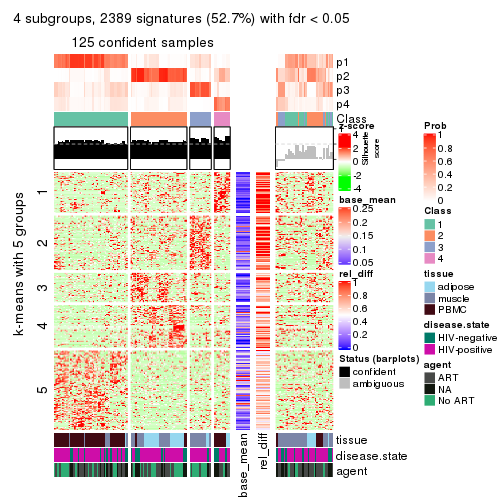 4 subgroups, 2389 signatures (52.7%) with fdr < 0.05
125 confident samples
p1
p2
p3
p4
Class
1
Silhouette
score
k-means with 5 groups
1
2
3
4
5
base_mean
rel_diff
tissue
disease.state
agent
z-score
4
2
0
-2
-4
base_mean
0.25
0.2
0.15
0.1
0.05
rel_diff
1
0.8
0.6
0.4
0.2
0
Status (barplots)
confident
ambiguous
Prob
1
0.8
0.6
0.4
0.2
0
Class
1
2
3
4
tissue
adipose
muscle
PBMC
disease.state
HIV-negative
HIV-positive
agent
ART
NA
No ART